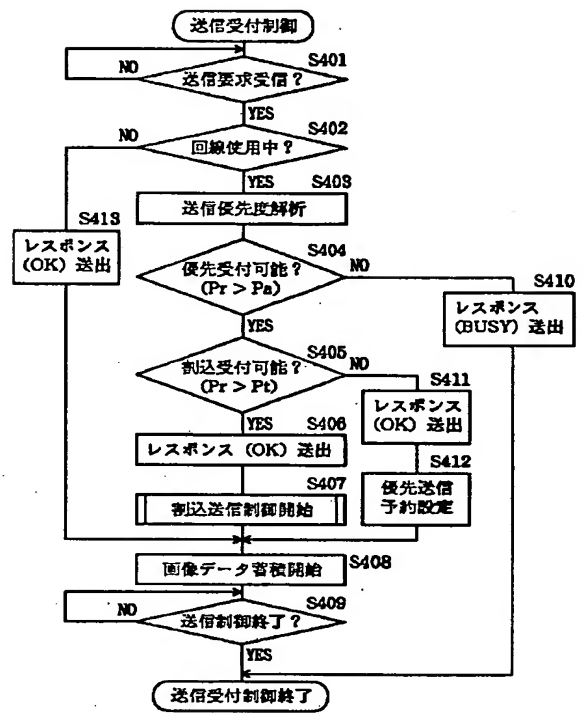 送信受付制御
S401
NO
送信要求受信?
YES
S402
NO
回線使用中?
YES
S403
送信優先度解析
S413
レスポンス
(OK) 送出
S404
優先受付可能?
(Pr > Pa)
NO
S410
レスポンス
(BUSY) 送出
YES
S405
割込受付可能?
(Pr > Pt)
NO
S411
レスポンス
(OK) 送出
YES
S406
レスポンス (OK) 送出
S412
優先送信
予約設定
S407
割込送信制御開始
S408
画像データ蓄積開始
S409
NO
送信制御終了?
YES
送信受付制御終了